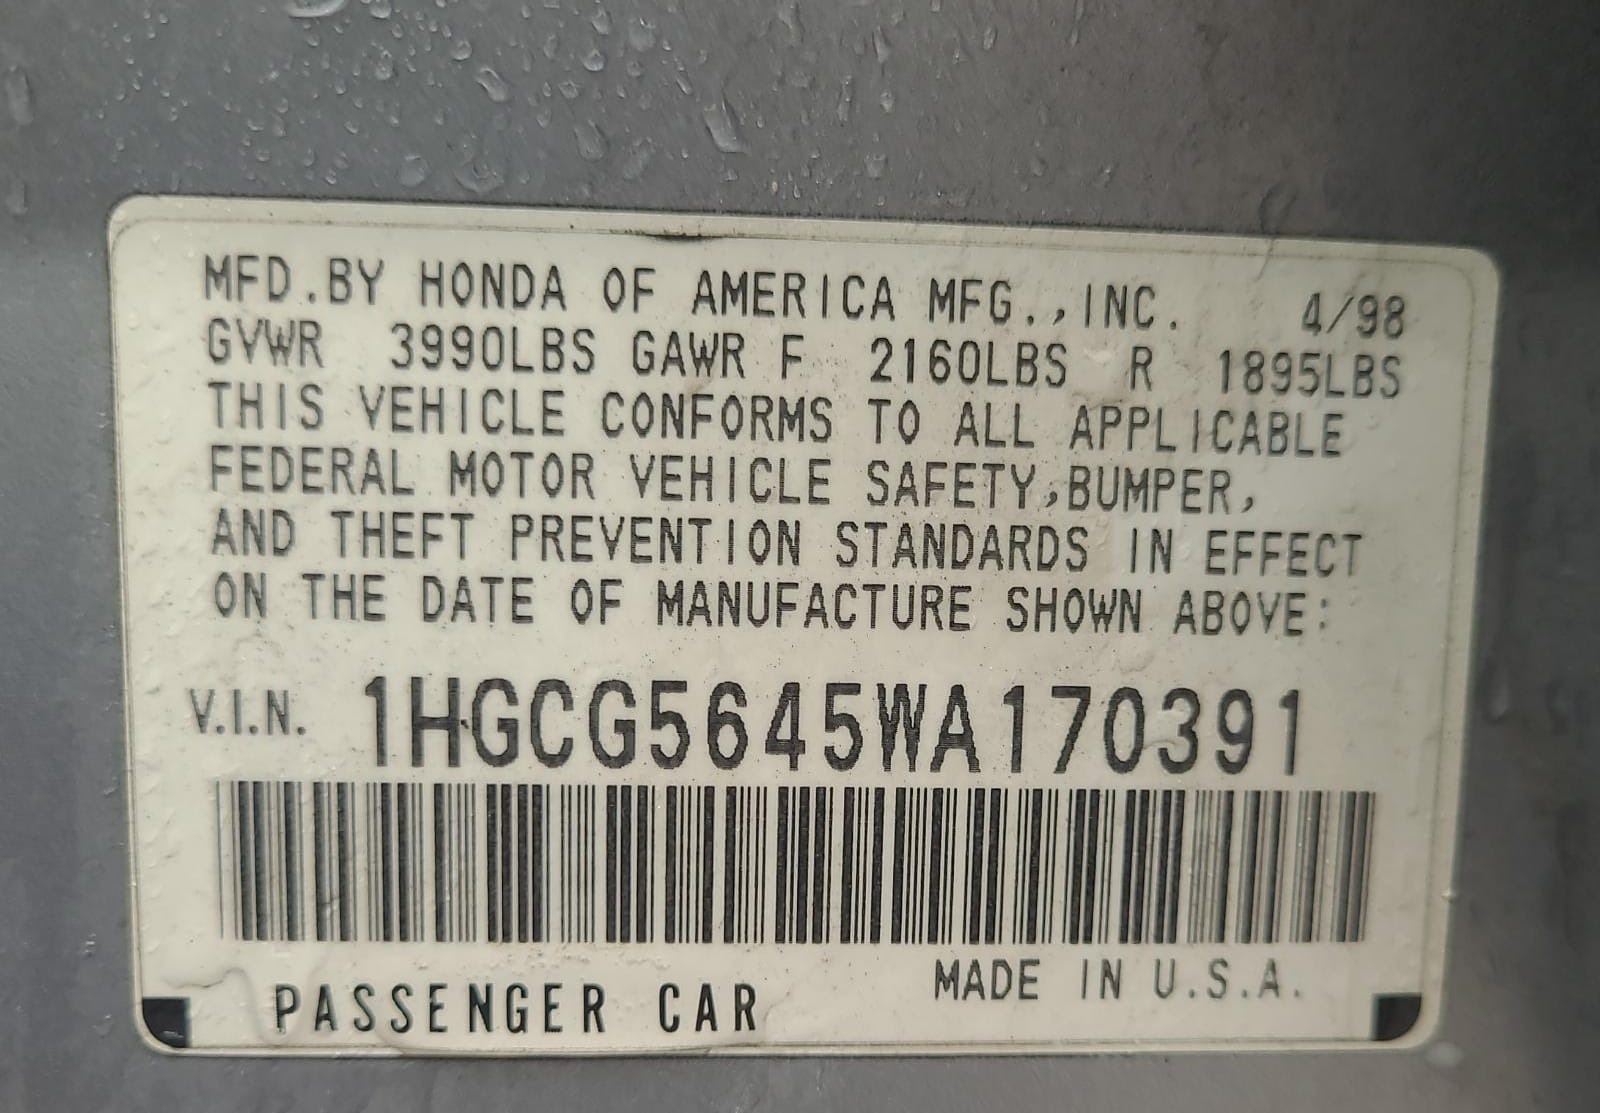 MFD.BY HONDA OF AMERICA MFG.,INC. 4/98
GVWR 3990LBS GAWR F 2160LBS R 1895LBS
THIS VEHICLE CONFORMS TO ALL APPLICABLE
FEDERAL MOTOR VEHICLE SAFETY,BUMPER,
AND THEFT PREVENTION STANDARDS IN EFFECT
ON THE DATE OF MANUFACTURE SHOWN ABOVE:
V.I.N. 1HGCG5645WA170391
MADE IN U.S.A.
PASSENGER CAR